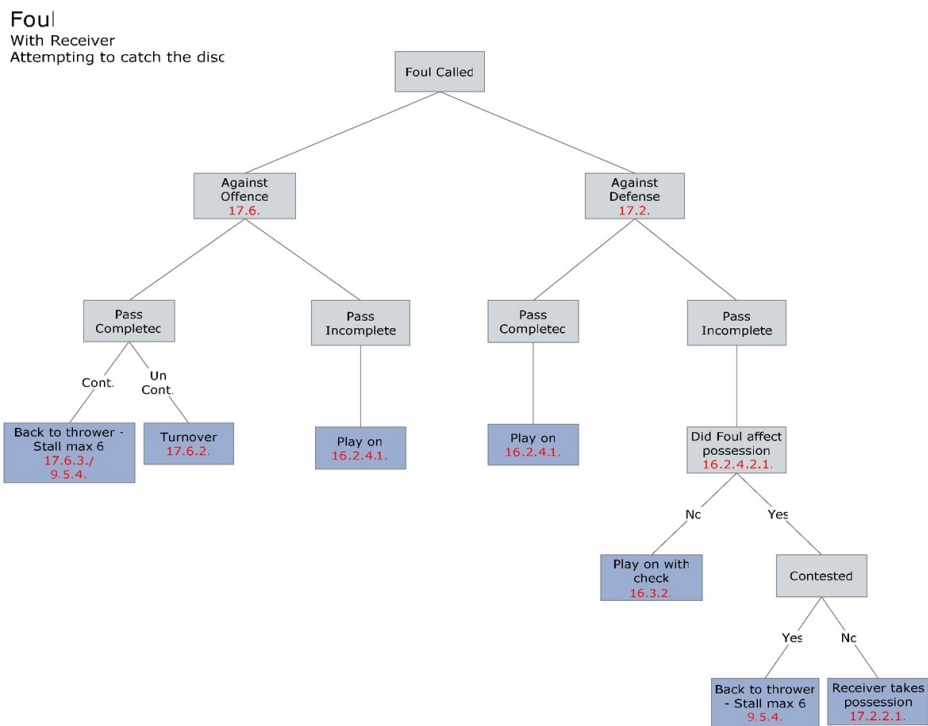 Foul
With Receiver
Attempting to catch the disc
Foul Called
Against
Offence
17.6.
Against
Defense
17.2.
Pass
Completec
Pass
Incomplete
Pass
Completec
Pass
Incomplete
Cont.
Un
Cont.
Back to thrower -
Stall max 6
17.6.3./
9.5.4.
Turnover
17.6.2.
Play on
16.2.4.1.
Play on
16.2.4.1.
Did Foul affect
possession
16.2.4.2.1.
Nc
Yes
Play on with
check
16.3.2.
Contested
Yes
Nc
Back to thrower
- Stall max 6
9.5.4.
Receiver takes
possession
17.2.2.1.